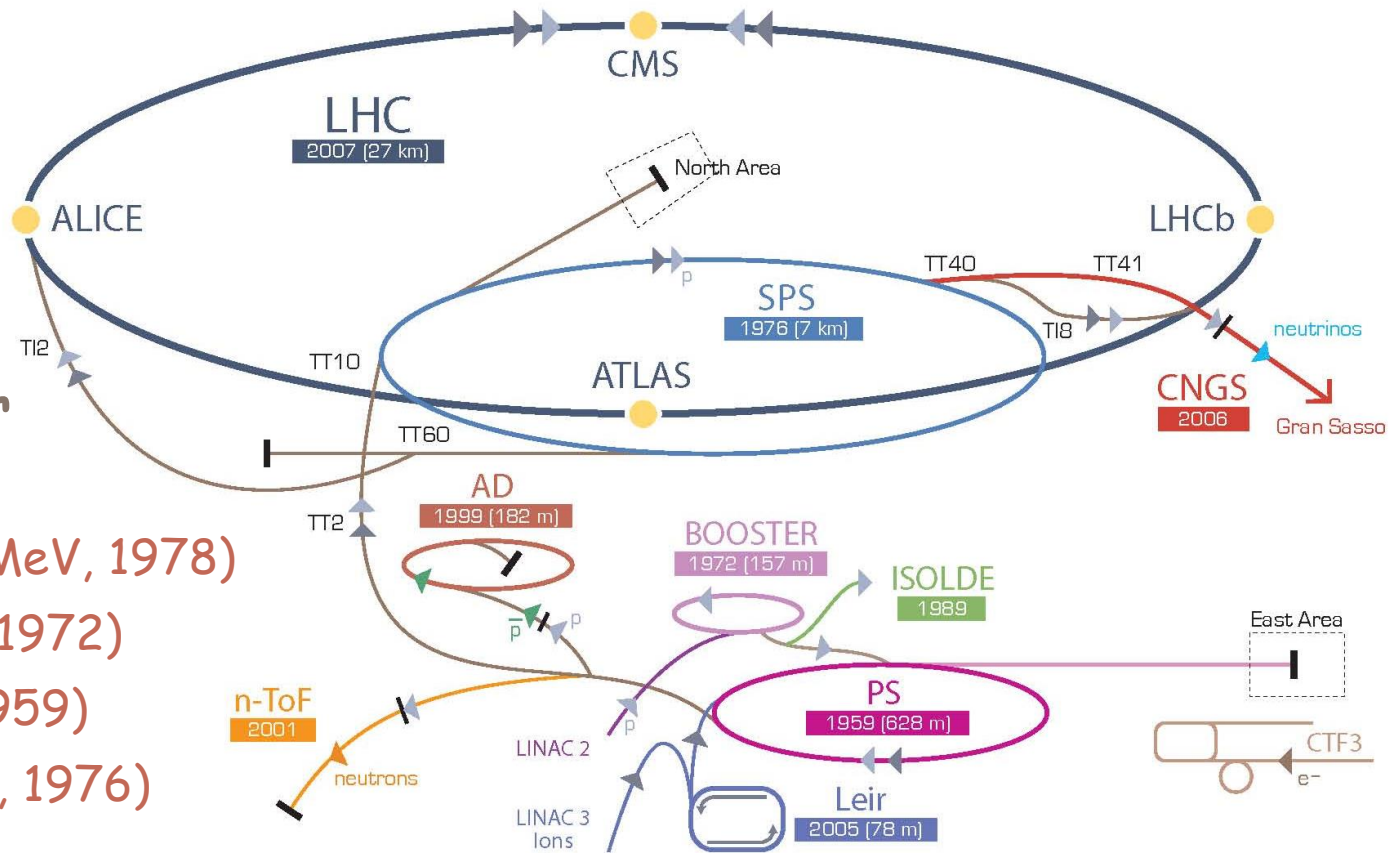 CMS
LHC
2007 (27 km)
North Area
ALICE
LHCb
TT40
TT41
SPS
1976 (7 km)
p
TI8
neutrinos
TI2
TT10
ATLAS
CNGS
2006
Gran Sasso
TT60
AD
1999 (182 m)
TT2
BOOSTER
1972 (157 m)
MeV, 1978)
ISOLDE
1989
p̅
p
1972)
East Area
n-ToF
2001
PS
1959 (628 m)
959)
p
LINAC 2
CTF3
neutrons
e−
, 1976)
LINAC 3
Ions
Leir
2005 (78 m)